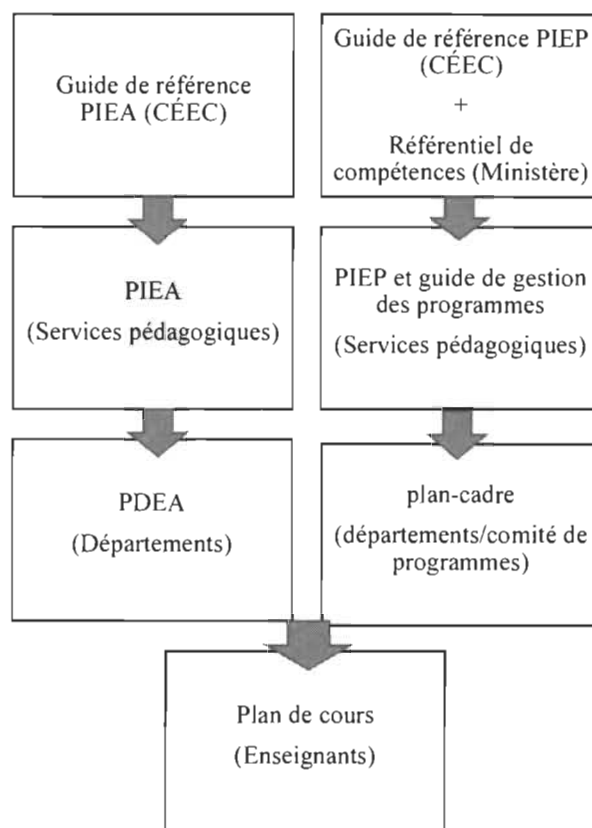 Guide de référence
PIEA (CÉEC)
Guide de référence PIEP
(CÉEC)
+
Référentiel de
compétences (Ministère)
PIEA
(Services pédagogiques)
PIEP et guide de gestion
des programmes
(Services pédagogiques)
PDEA
(Départements)
plan-cadre
(départements/comité de
programmes)
Plan de cours
(Enseignants)